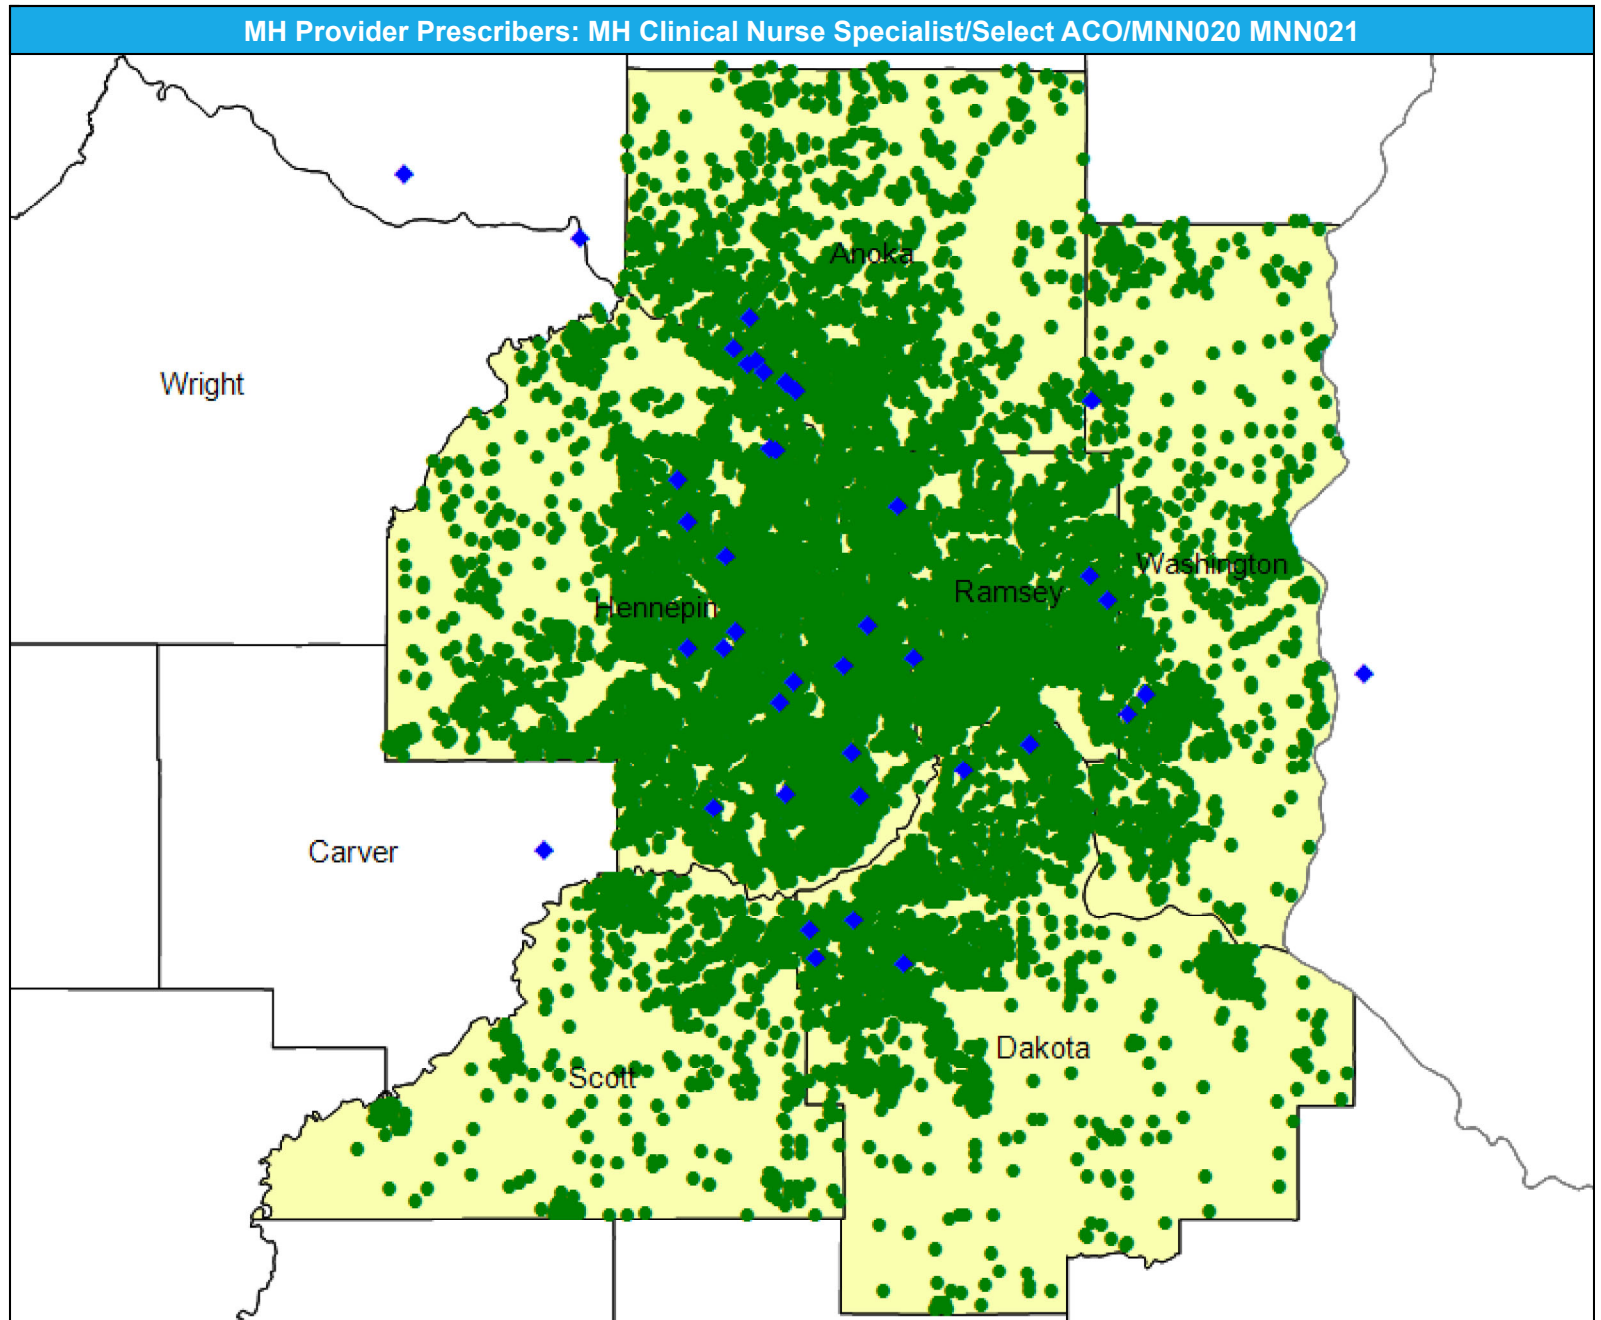 MH Provider Prescribers: MH Clinical Nurse Specialist/Select ACO/MNN020 MNN021
Anoka
Wright
Washington
Ramsey
Hennepin
Carver
Dakota
Scott